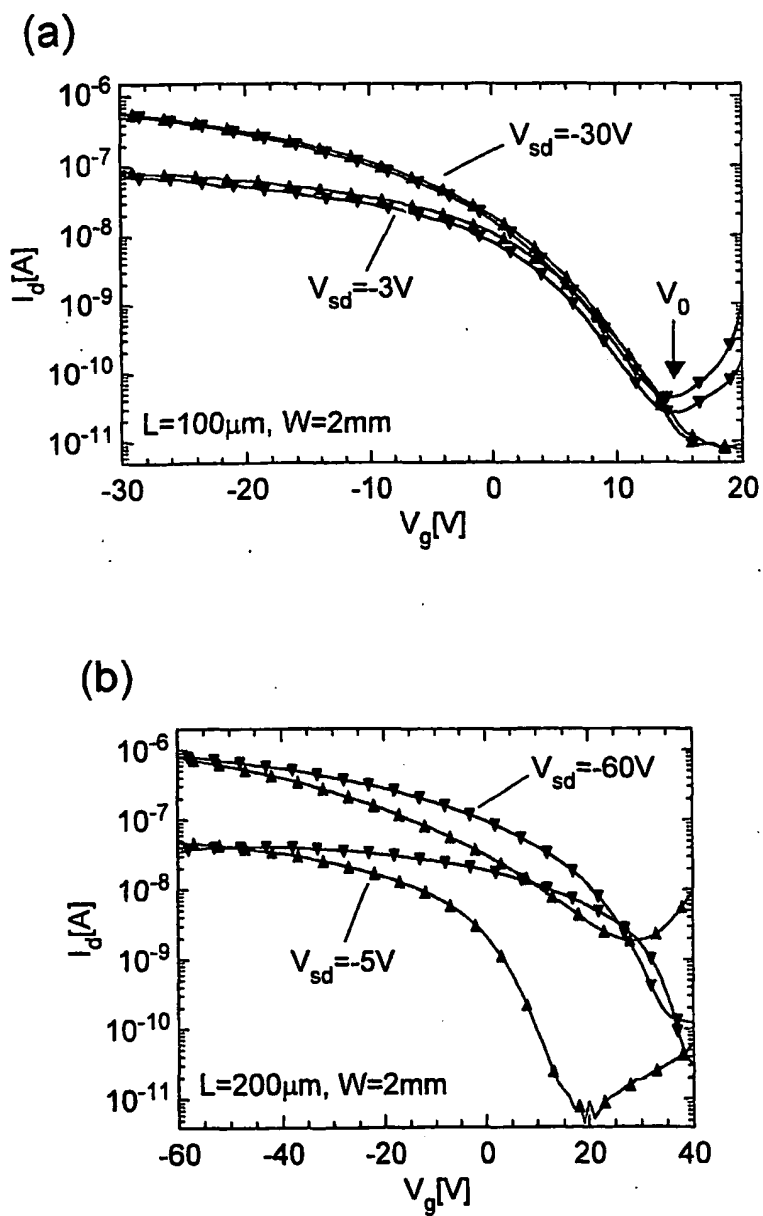 (a)
10⁻⁶
10⁻⁷
10⁻⁸
10⁻⁹
10⁻¹⁰
10⁻¹¹
I_d[A]
V_sd=-30V
V_sd=-3V
V_0
L=100μm, W=2mm
-30 -20 -10 0 10 20
V_g[V]
(b)
10⁻⁶
10⁻⁷
10⁻⁸
10⁻⁹
10⁻¹⁰
10⁻¹¹
I_d[A]
V_sd=-60V
V_sd=-5V
L=200μm, W=2mm
-60 -40 -20 0 20 40
V_g[V]